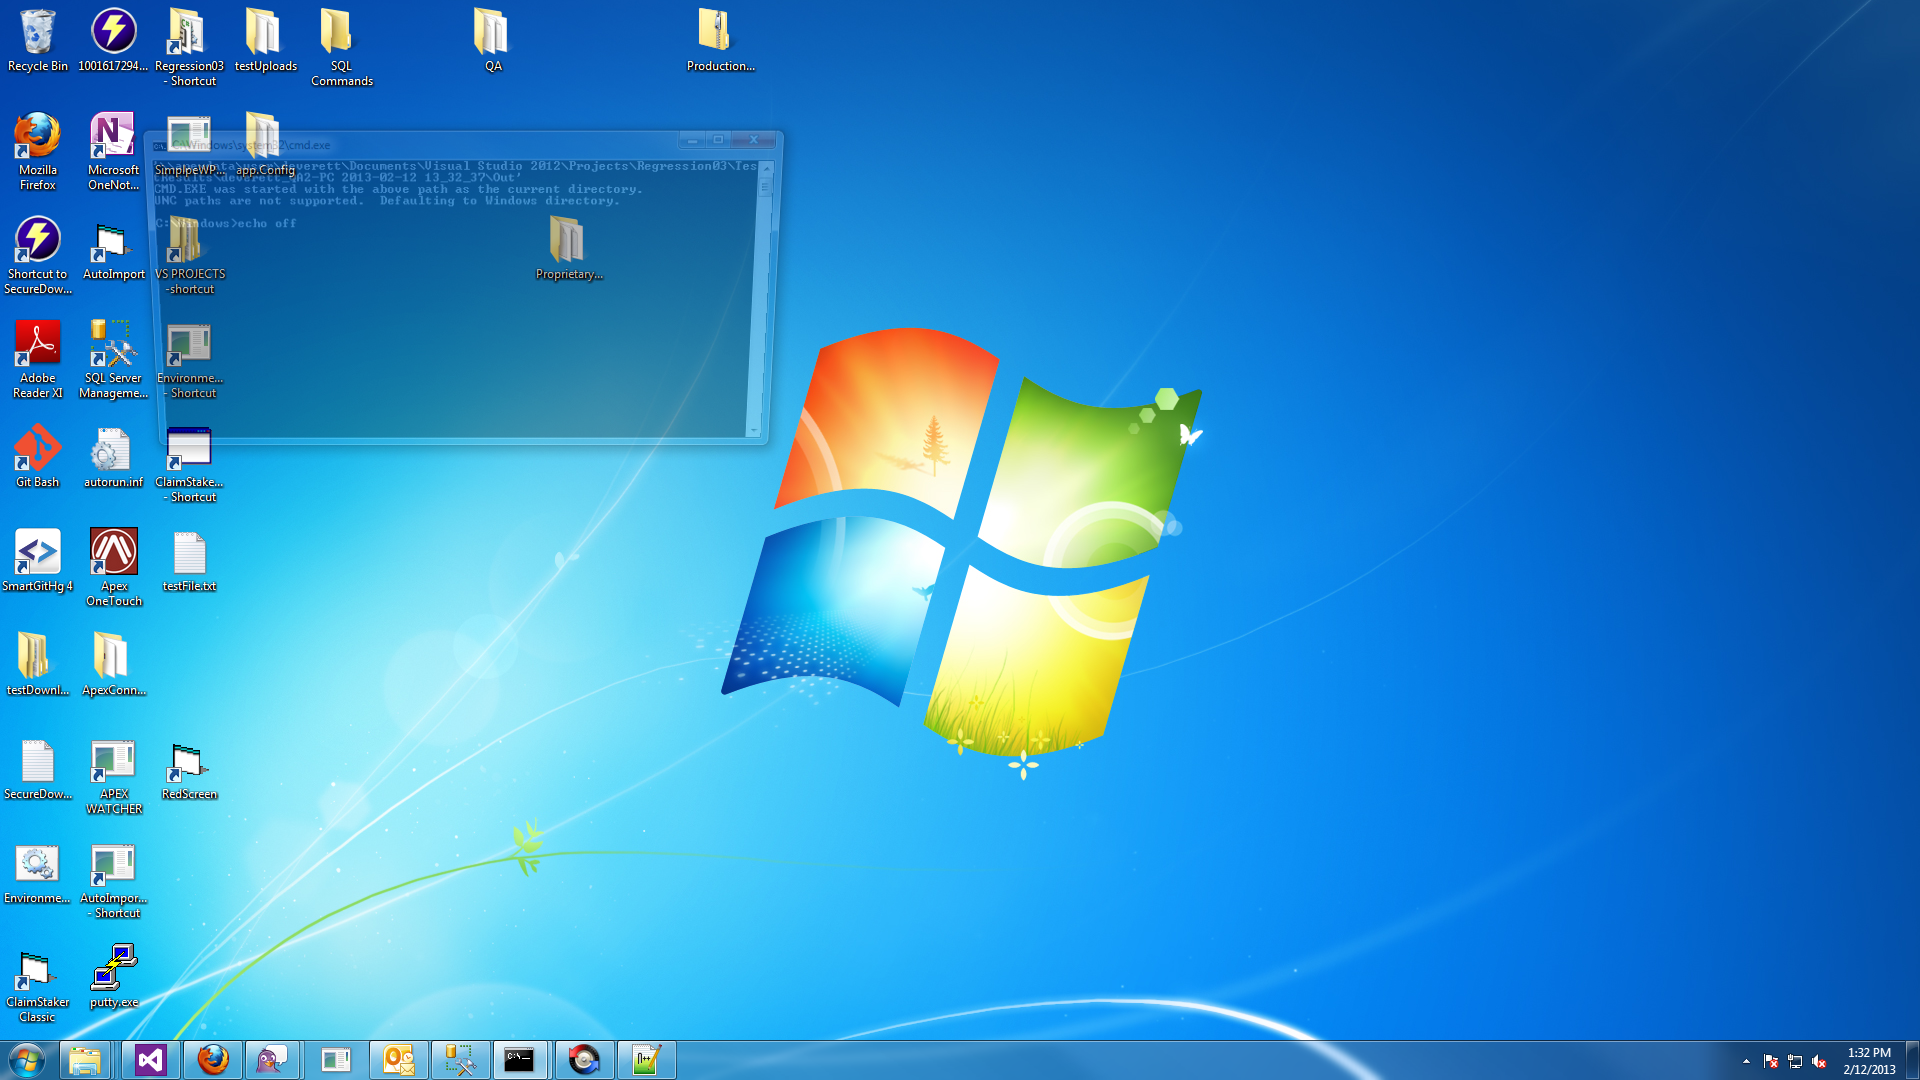 Recycle Bin
1001617294...
Regression03
- Shortcut
testUploads
SQL
Commands
QA
Production...
Mozilla
Firefox
Microsoft
OneNot...
SimplpeWP...
app.Config
C:\Windows\system32\cmd.exe
deverett\Documents\Visual Studio 2012\Projects\Regression03\Tes
tResults\deverett_QA2-PC 2013-02-12 13_32_37\Out'
CMD.EXE was started with the above path as the current directory.
UNC paths are not supported.  Defaulting to Windows directory.
C:\Windows>echo off
Shortcut to
SecureDow...
AutoImport
VS PROJECTS
-shortcut
Proprietary...
Adobe
Reader XI
SQL Server
Manageme...
Environme...
- Shortcut
Git Bash
autorun.inf
ClaimStake...
- Shortcut
SmartGitHg 4
Apex
OneTouch
testFile.txt
testDownl...
ApexConn...
SecureDow...
APEX
WATCHER
RedScreen
Environme...
AutoImpor...
- Shortcut
ClaimStaker
Classic
putty.exe
1:32 PM
2/12/2013